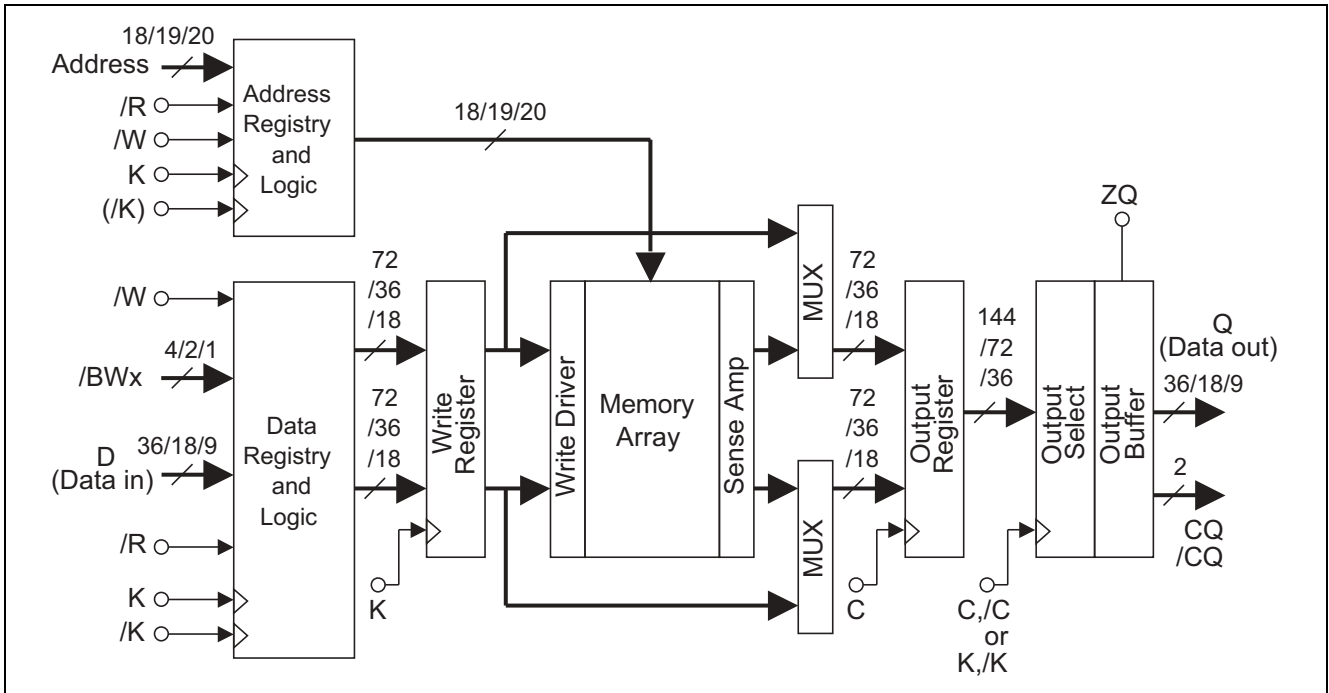 18/19/20
Address
/R
/W
K
(/K)
Address
Registry
and
Logic
18/19/20
ZQ
/W
4/2/1
/BWx
36/18/9
D
(Data in)
/R
K
/K
Data
Registry
and
Logic
72
/36
/18
72
/36
/18
Write
Register
K
Write Driver
Memory
Array
Sense Amp
MUX
MUX
72
/36
/18
72
/36
/18
Output
Register
C
144
/72
/36
Output
Select
Output
Buffer
C,/C
or
K,/K
Q
(Data out)
36/18/9
2
CQ
/CQ